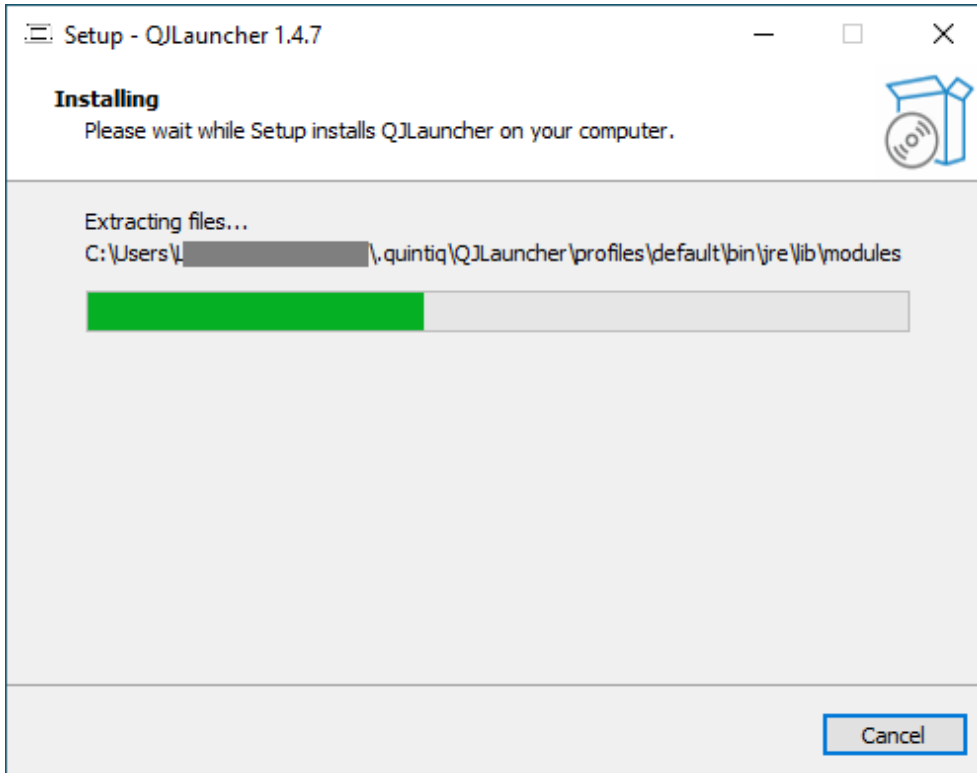 Setup - QJLauncher 1.4.7
Installing
Please wait while Setup installs QJLauncher on your computer.
Extracting files...
C:\Users\L \.quintiq\QJLauncher\profiles\default\bin\jre\lib\modules
Cancel